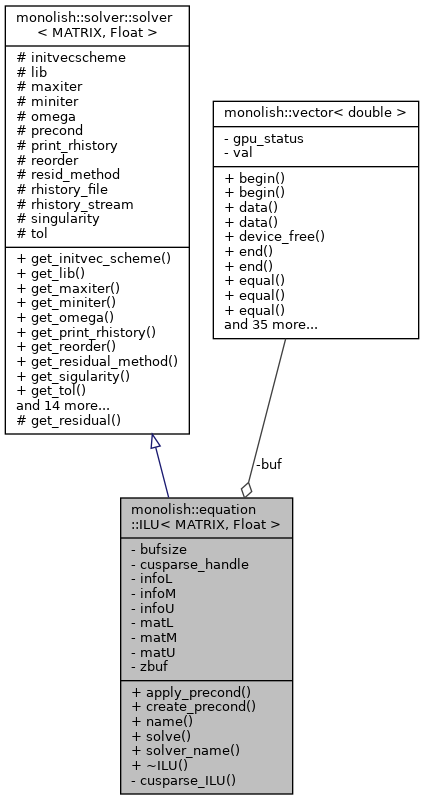 monolish::solver::solver
< MATRIX, Float >
# initvecscheme
# lib
# maxiter
# miniter
# omega
# precond
# print_rhistory
# reorder
# resid_method
# rhistory_file
# rhistory_stream
# singularity
# tol
+ get_initvec_scheme()
+ get_lib()
+ get_maxiter()
+ get_miniter()
+ get_omega()
+ get_print_rhistory()
+ get_reorder()
+ get_residual_method()
+ get_sigularity()
+ get_tol()
and 14 more...
# get_residual()
monolish::vector< double >
- gpu_status
- val
+ begin()
+ begin()
+ data()
+ data()
+ device_free()
+ end()
+ end()
+ equal()
+ equal()
+ equal()
and 35 more...
-buf
monolish::equation
::ILU< MATRIX, Float >
- bufsize
- cusparse_handle
- infoL
- infoM
- infoU
- matL
- matM
- matU
- zbuf
+ apply_precond()
+ create_precond()
+ name()
+ solve()
+ solver_name()
+ ~ILU()
- cusparse_ILU()